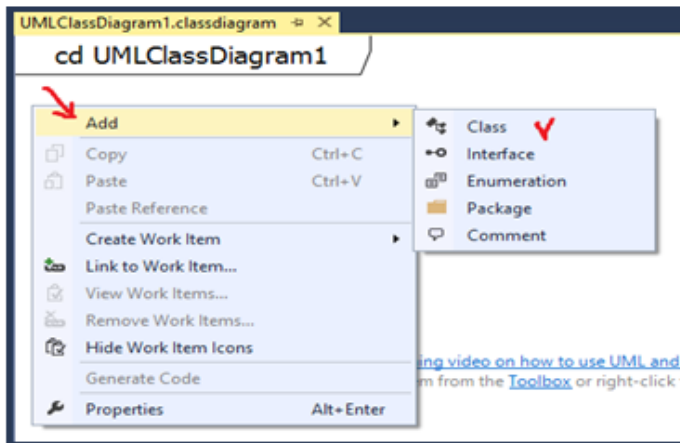 UMLClassDiagram1.classdiagram
cd UMLClassDiagram1
Add
Copy Ctrl+C
Paste Ctrl+V
Paste Reference
Create Work Item
Link to Work Item...
View Work Items...
Remove Work Items...
Hide Work Item Icons
Generate Code
Properties Alt+Enter
Class
Interface
Enumeration
Package
Comment
video on how to use UML and
from the Toolbox or right-click